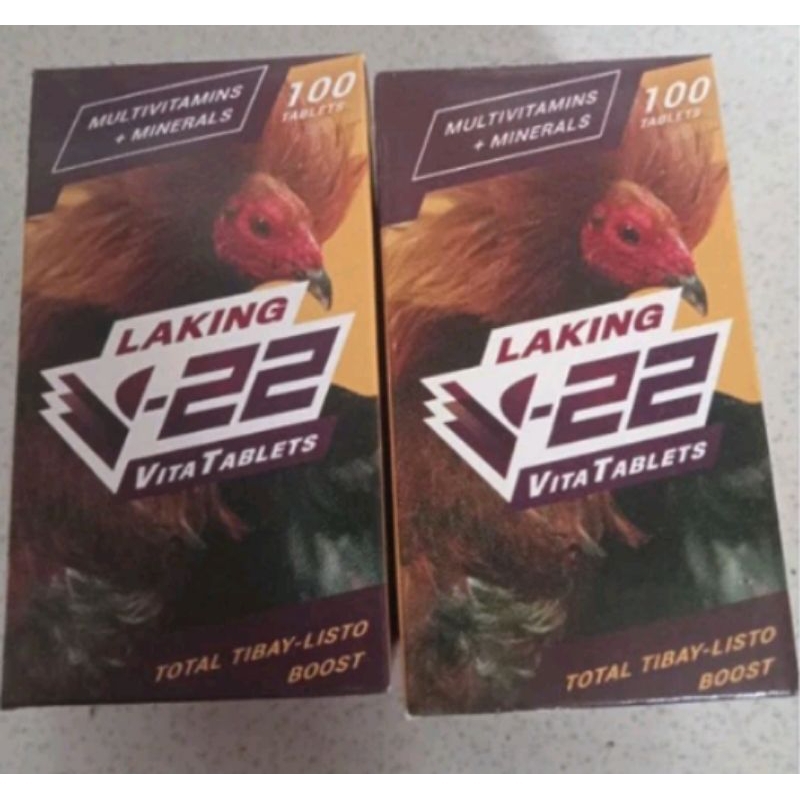 MULTIVITAMINS
+ MINERALS
100
TABLETS
LAKING
V-22
VITATABLETS
TOTAL TIBAY-LISTO
BOOST
MULTIVITAMINS
+ MINERALS
100
TABLETS
LAKING
V-22
VITATABLETS
TOTAL TIBAY-LISTO
BOOST